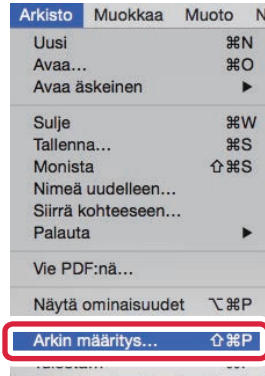 Arkisto Muokkaa Muoto N
Uusi ⌘N
Avaa... ⌘O
Avaa äskeinen ▶
Sulje ⌘W
Tallenna... ⌘S
Monista ⇧⌘S
Nimeä uudelleen...
Siirrä kohteeseen...
Palauta ▶
Vie PDF:nä...
Näytä ominaisuudet ⌥⌘P
Arkin määritys... ⇧⌘P